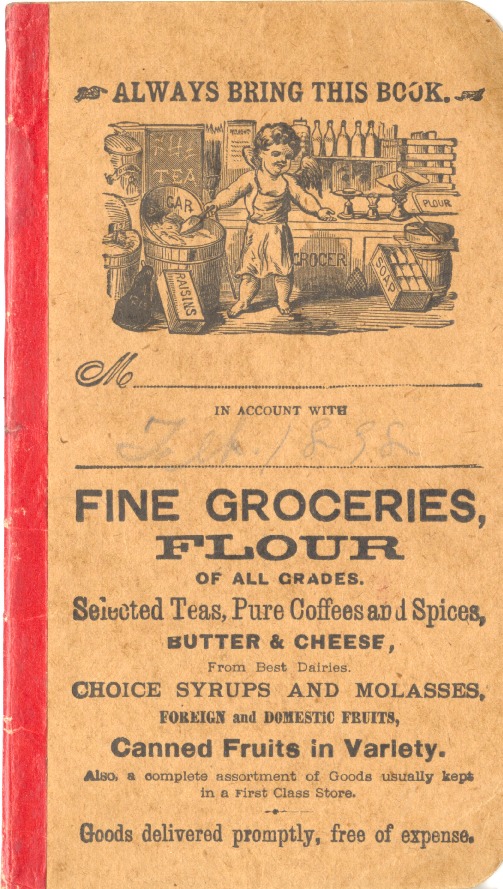 ALWAYS BRING THIS BOOK.
TEA
GAR
FLOUR
GROCER
SOAP
RAISINS
M
IN ACCOUNT WITH
1898
FINE GROCERIES,
FLOUR
OF ALL GRADES.
Selected Teas, Pure Coffees and Spices,
BUTTER & CHEESE,
From Best Dairies.
CHOICE SYRUPS AND MOLASSES,
FOREIGN and DOMESTIC FRUITS,
Canned Fruits in Variety.
Also, a complete assortment of Goods usually kept
in a First Class Store.
Goods delivered promptly, free of expense.